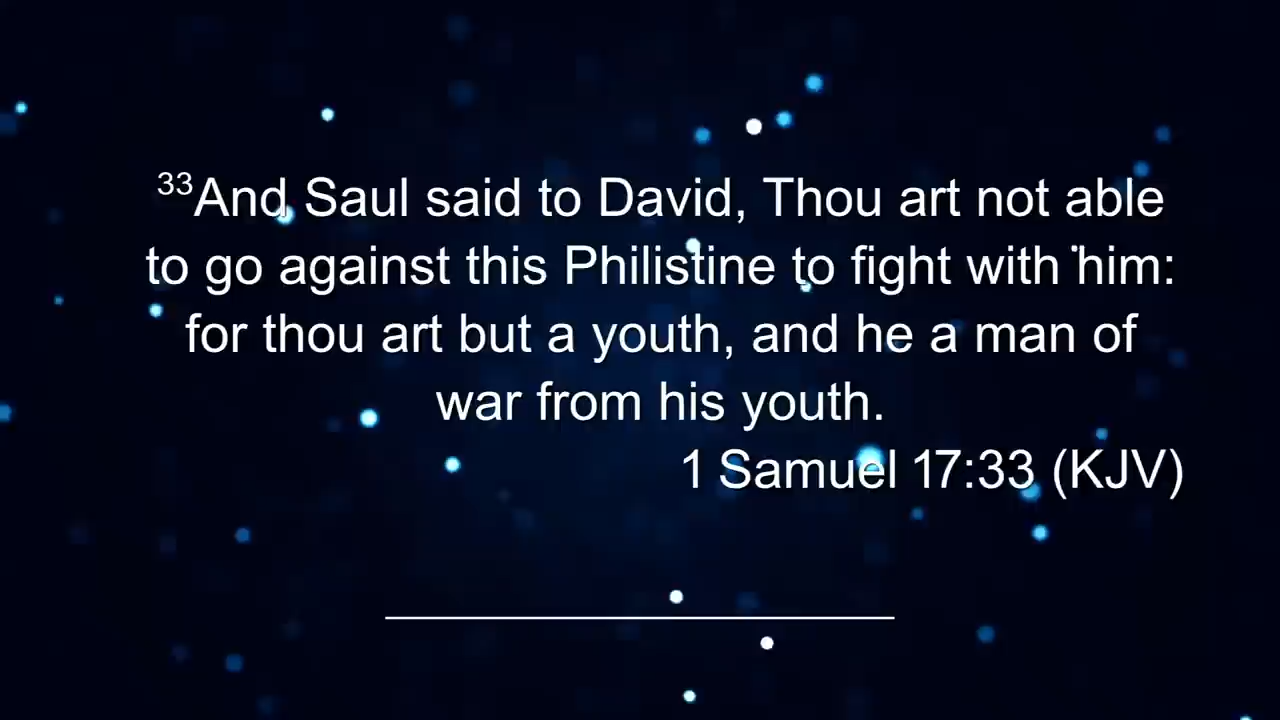 ³³And Saul said to David, Thou art not able
to go against this Philistine to fight with him:
for thou art but a youth, and he a man of
war from his youth.
1 Samuel 17:33 (KJV)